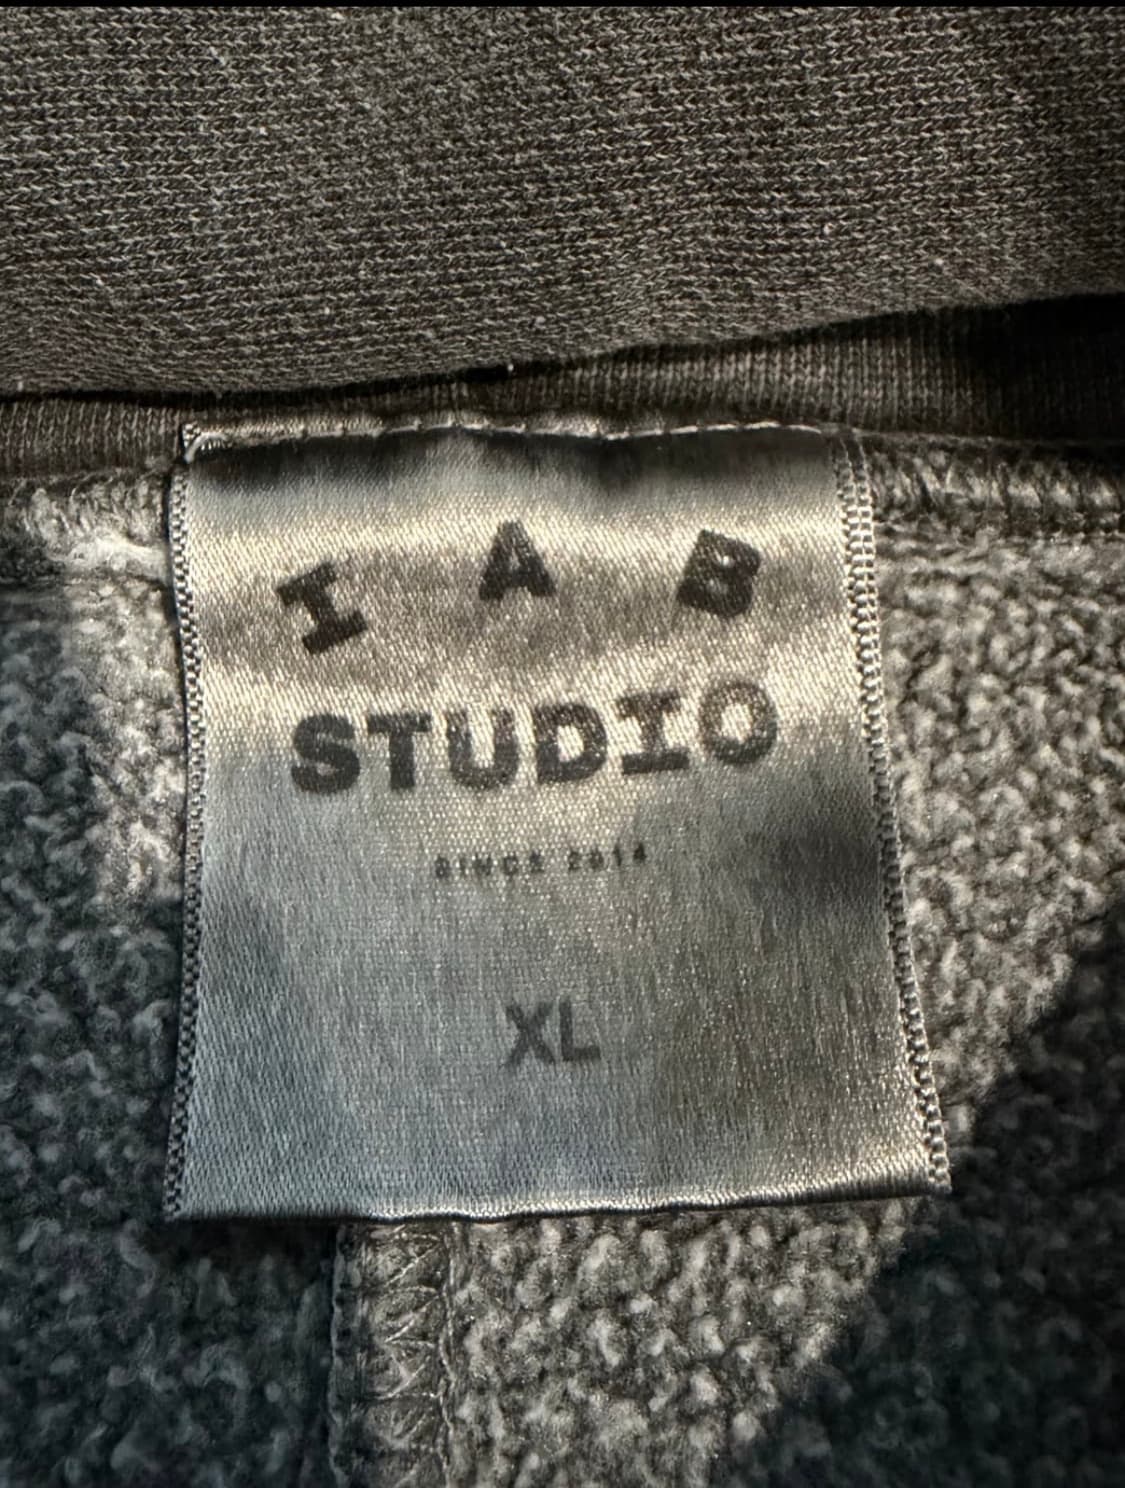 I A B
STUDIO
SINCE 2014
XL